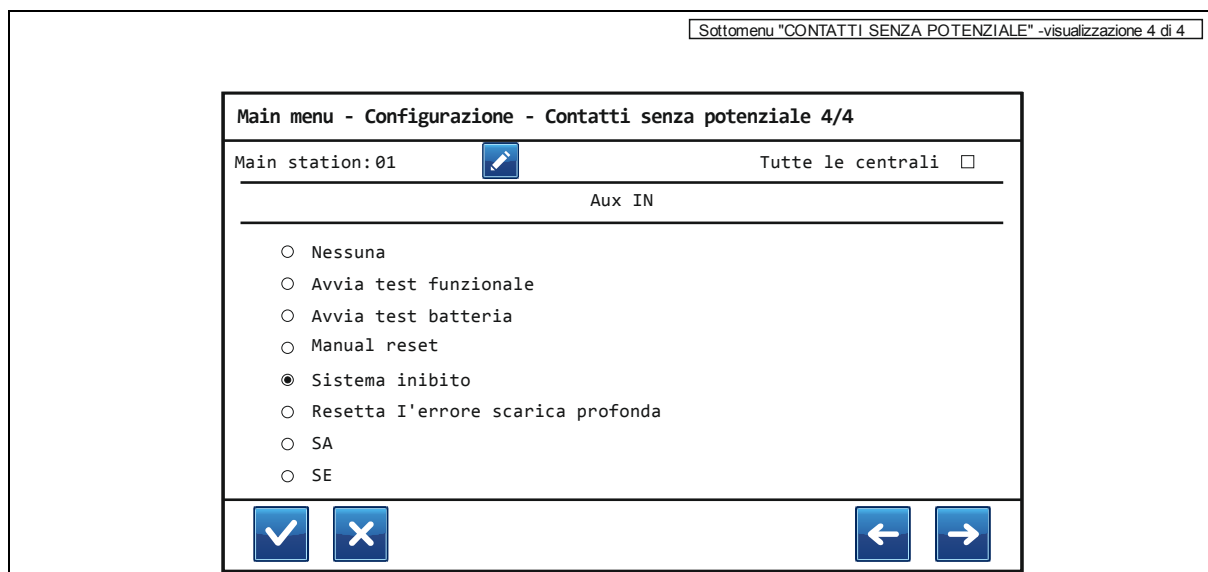 Sottomenu "CONTATTI SENZA POTENZIALE" -visualizzazione 4 di 4
Main menu - Configurazione - Contatti senza potenziale 4/4
Main station: 01 Tutte le centrali
Aux IN
Nessuna
Avvia test funzionale
Avvia test batteria
Manual reset
Sistema inibito
Resetta I'errore scarica profonda
SA
SE